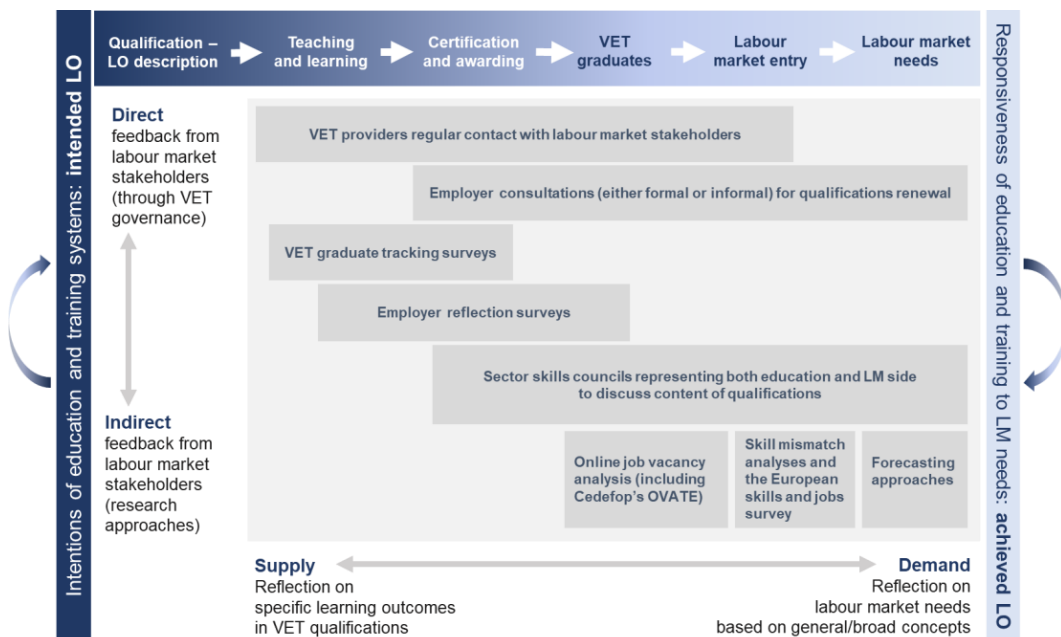 Intentions of education and training systems: intended LO
Qualification –
LO description
Teaching
and learning
Certification
and awarding
VET
graduates
Labour
market entry
Labour market
needs
Responsiveness of education and training to LM needs: achieved LO
Direct
feedback from
labour market
stakeholders
(through VET
governance)
Indirect
feedback from
labour market
stakeholders
(research
approaches)
VET providers regular contact with labour market stakeholders
Employer consultations (either formal or informal) for qualifications renewal
VET graduate tracking surveys
Employer reflection surveys
Sector skills councils representing both education and LM side
to discuss content of qualifications
Online job vacancy
analysis (including
Cedefop's OVATE)
Skill mismatch
analyses and
the European
skills and jobs
survey
Forecasting
approaches
Supply
Reflection on
specific learning outcomes
in VET qualifications
Demand
Reflection on
labour market needs
based on general/broad concepts